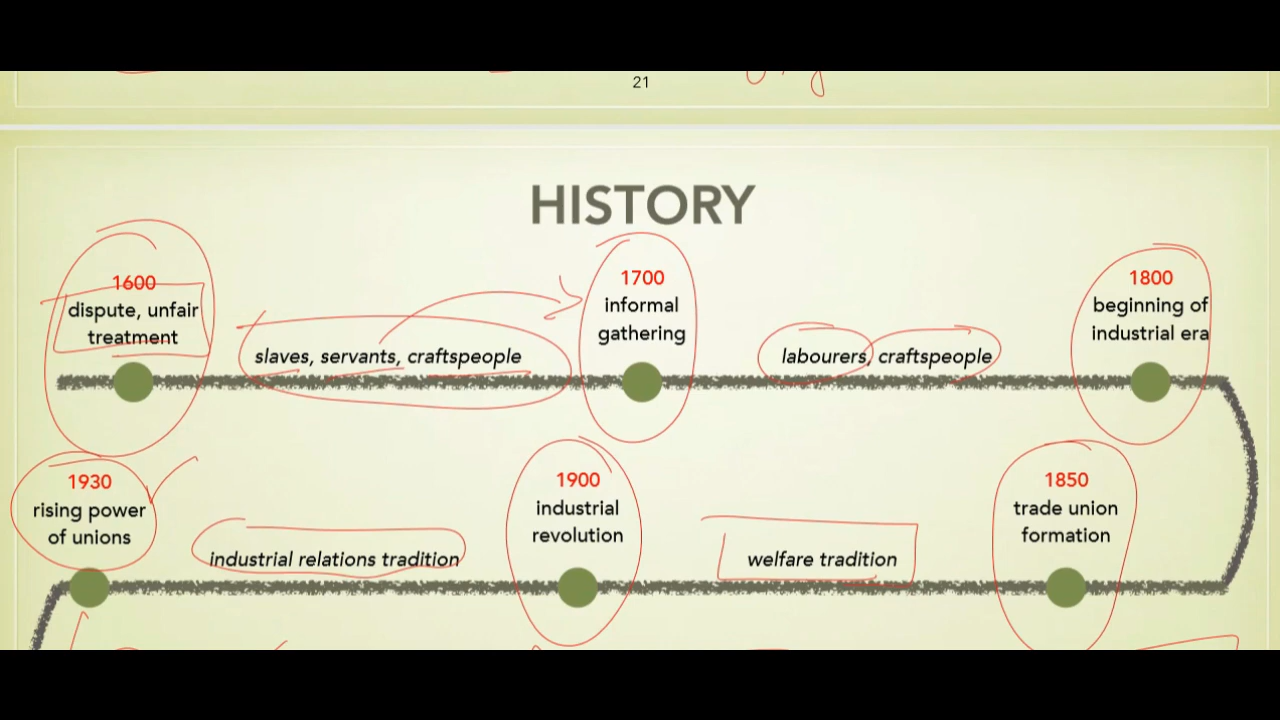 21
HISTORY
1600
dispute, unfair
treatment
slaves, servants, craftspeople
1700
informal
gathering
labourers, craftspeople
1800
beginning of
industrial era
1930
rising power
of unions
industrial relations tradition
1900
industrial
revolution
welfare tradition
1850
trade union
formation